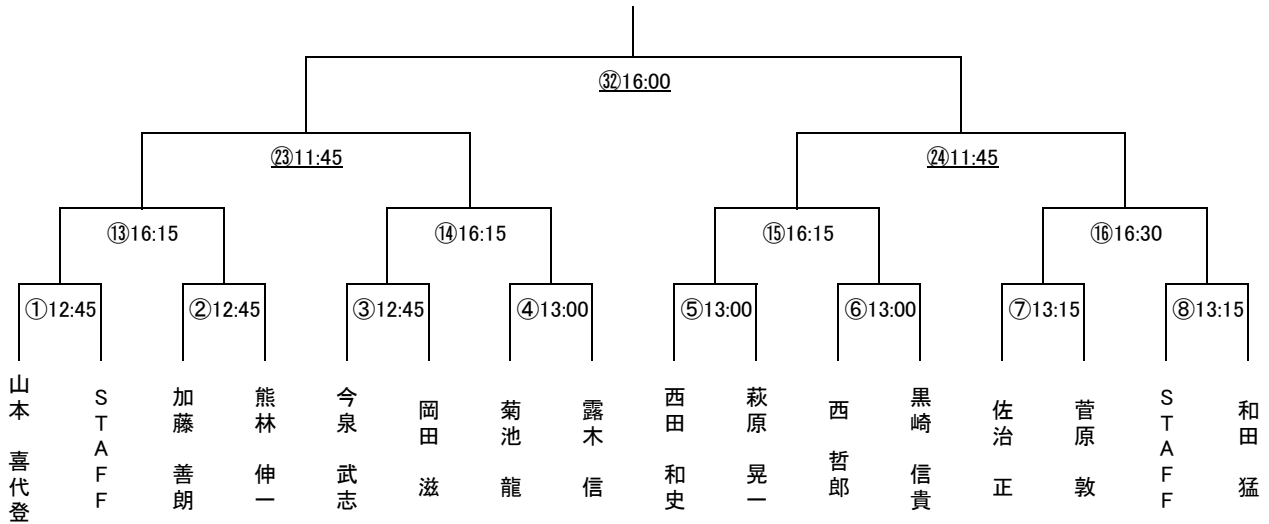 ㉜16:00
㉓11:45
㉔11:45
⑬16:15
⑭16:15
⑮16:15
⑯16:30
①12:45
②12:45
③12:45
④13:00
⑤13:00
⑥13:00
⑦13:15
⑧13:15
山本　喜代登
STAFF
加藤　善朗
熊林　伸一
今泉　武志
岡田　滋
菊池　龍
露木　信
西田　和史
萩原　晃一
西　哲郎
黒崎　信貴
佐治　正
菅原　敦
STAFF
和田　猛